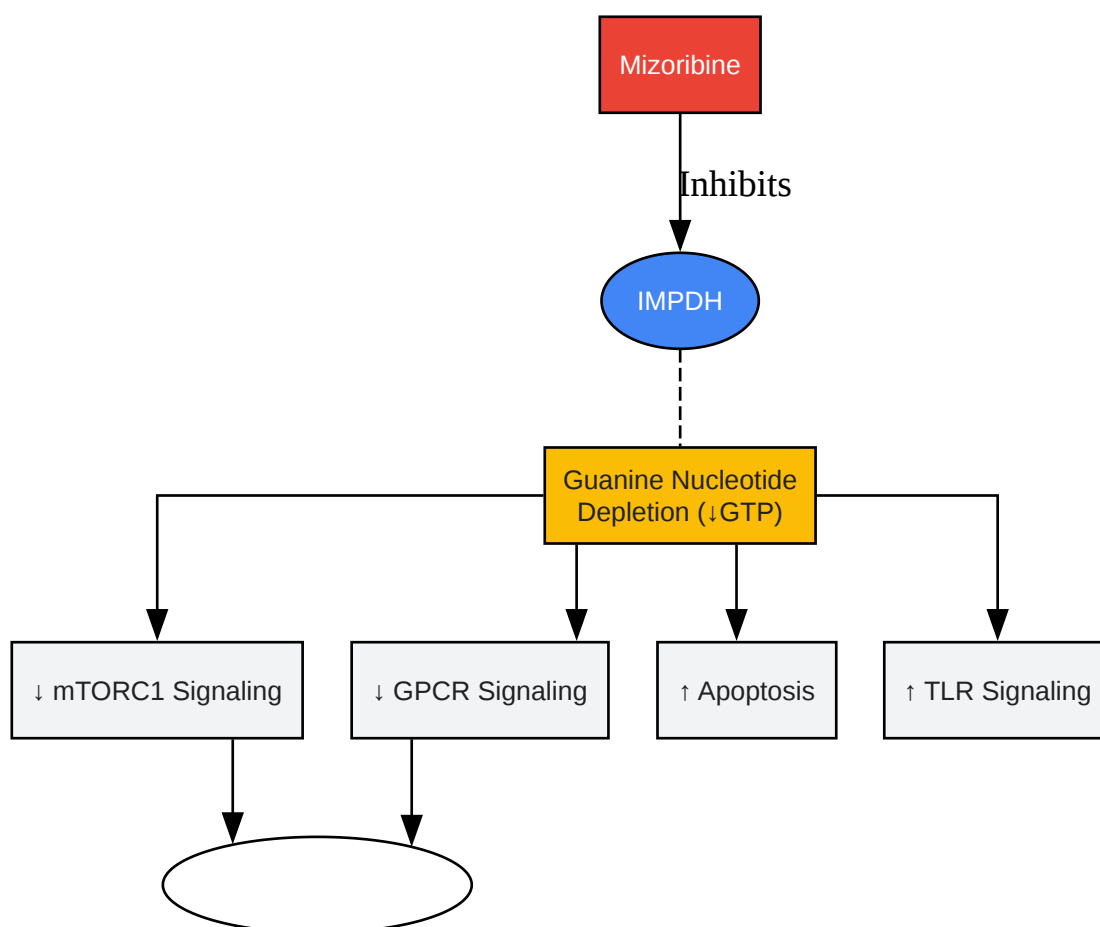 Mizoribine
Inhibits
IMPDH
Guanine Nucleotide
Depletion (↓GTP)
↓ mTORC1 Signaling
↓ GPCR Signaling
↑ Apoptosis
↑ TLR Signaling